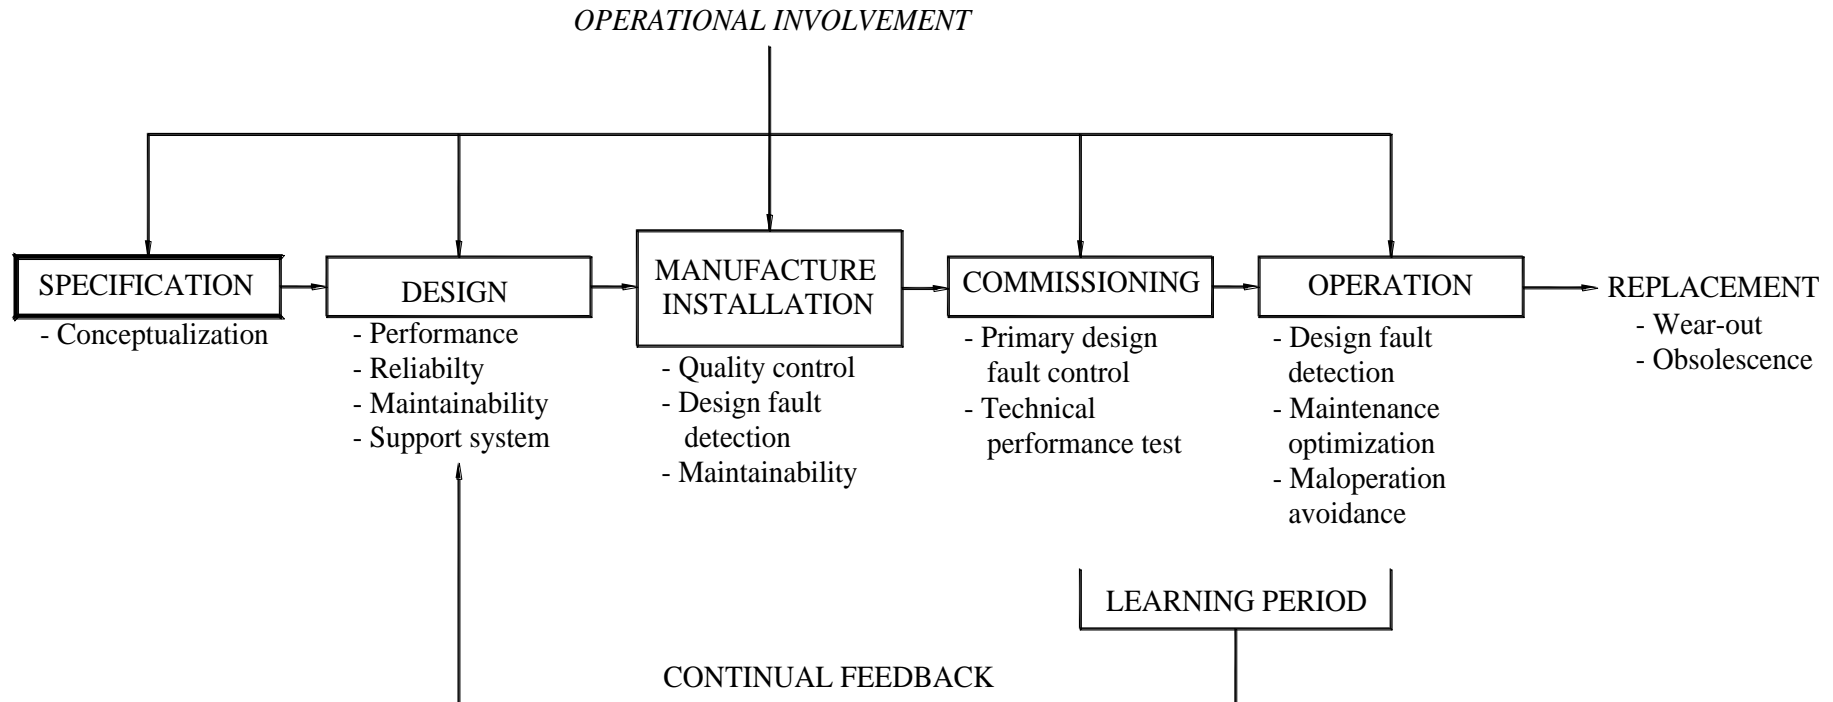 OPERATIONAL INVOLVEMENT
SPECIFICATION
- Conceptualization
DESIGN
- Performance
- Reliabilty
- Maintainability
- Support system
MANUFACTURE
INSTALLATION
- Quality control
- Design fault
detection
- Maintainability
COMMISSIONING
- Primary design
fault control
- Technical
performance test
OPERATION
- Design fault
detection
- Maintenance
optimization
- Maloperation
avoidance
REPLACEMENT
- Wear-out
- Obsolescence
LEARNING PERIOD
CONTINUAL FEEDBACK